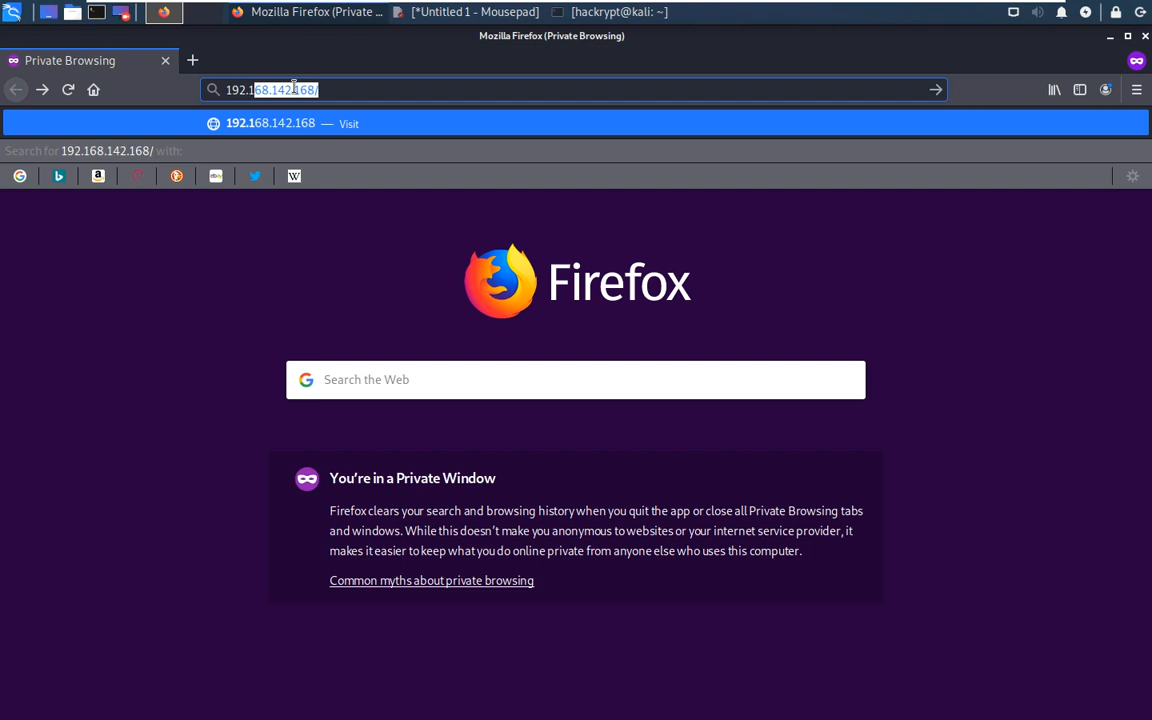 Mozilla Firefox (Private ...
[*Untitled 1 - Mousepad]
[hackrypt@kali: ~]
Mozilla Firefox (Private Browsing)
Private Browsing
192.168.142.168/
192.168.142.168 — Visit
Search for 192.168.142.168/ with:
ebay
W
Firefox
Search the Web
You're in a Private Window
Firefox clears your search and browsing history when you quit the app or close all Private Browsing tabs
and windows. While this doesn't make you anonymous to websites or your internet service provider, it
makes it easier to keep what you do online private from anyone else who uses this computer.
Common myths about private browsing